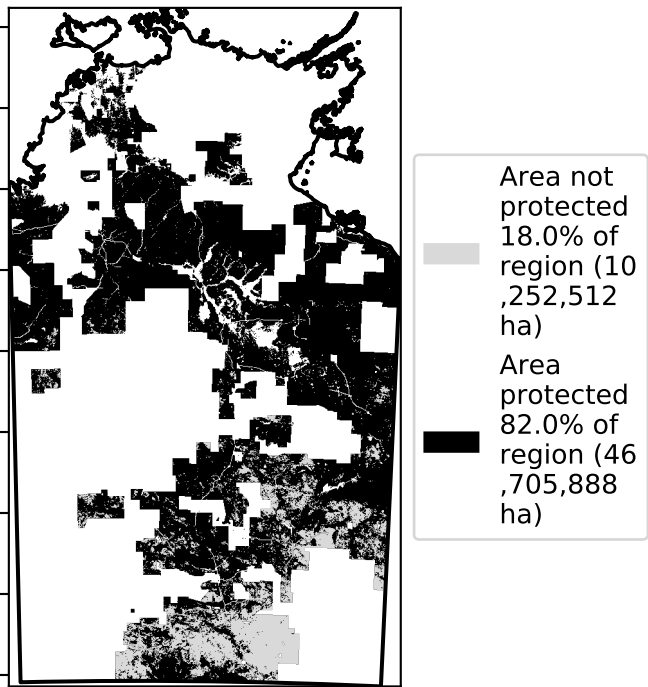 Area not
protected
18.0% of
region (10
,252,512
ha)
Area
protected
82.0% of
region (46
,705,888
ha)